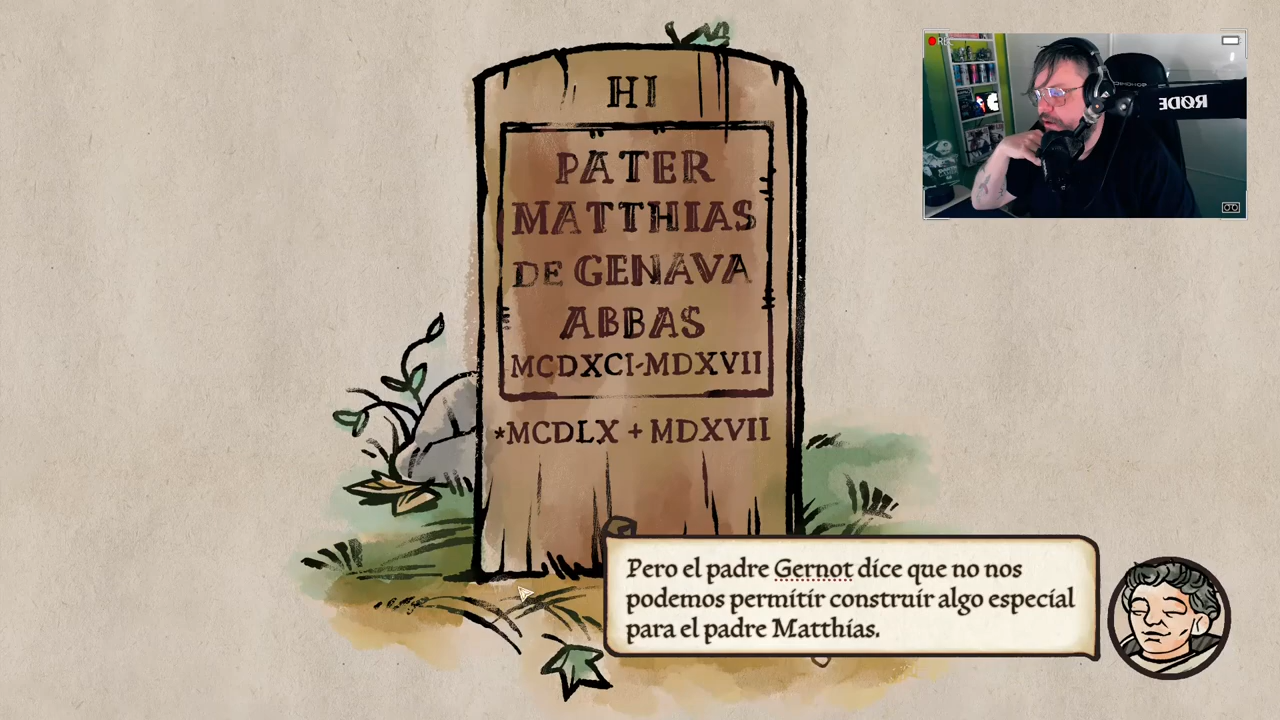 HI
PATER
MATTHIAS
DE GENAVA
ABBAS
MCDXCI-MDXVII
*MCDLX + MDXVII
Pero el padre Gernot dice que no nos
podemos permitir construir algo especial
para el padre Matthias.
RØDE